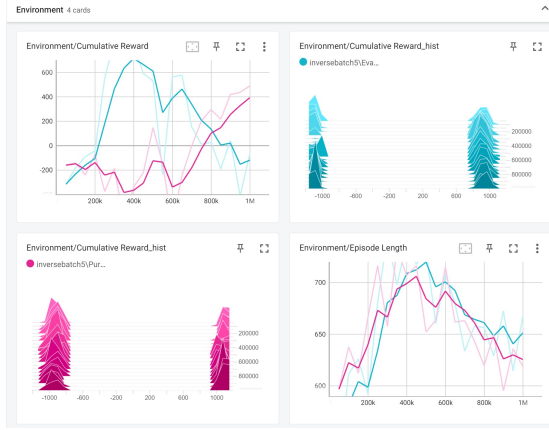 Environment 4 cards
Environment/Cumulative Reward
600
400
200
0
-200
200k 400k 600k 800k 1M
Environment/Cumulative Reward_hist
inversebatch5\Eva...
200000
400000
600000
800000
-1000 -600 -200 200 600 1000
Environment/Cumulative Reward_hist
inversebatch5\Pur...
200000
400000
600000
800000
-1000 -600 -200 200 600 1000
Environment/Episode Length
700
650
600
200k 400k 600k 800k 1M